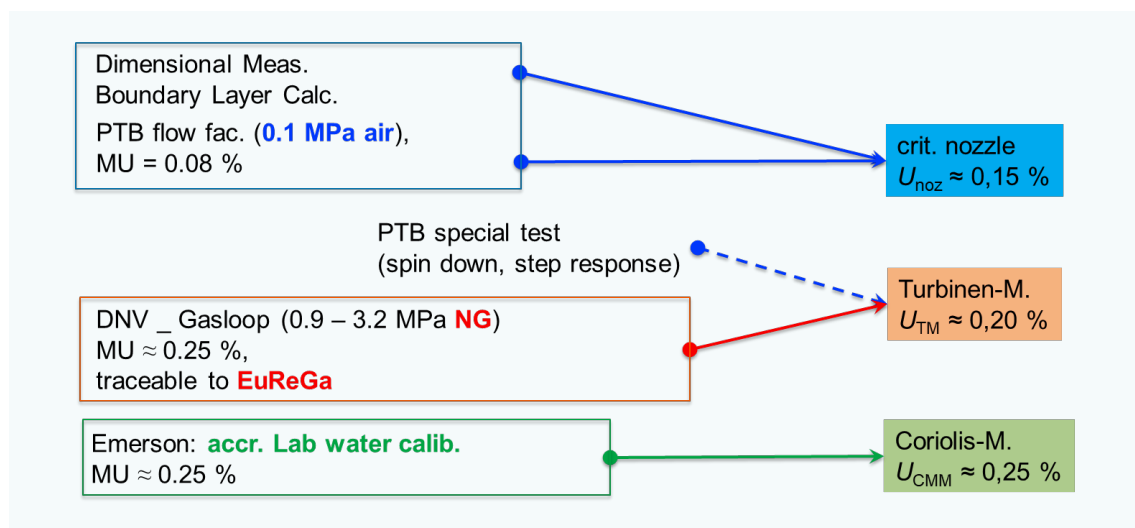 Dimensional Meas.
Boundary Layer Calc.
PTB flow fac. (0.1 MPa air),
MU = 0.08 %
crit. nozzle
Unoz ≈ 0,15 %
PTB special test
(spin down, step response)
Turbinen-M.
UTM ≈ 0,20 %
DNV _ Gasloop (0.9 – 3.2 MPa NG)
MU ≈ 0.25 %,
traceable to EuReGa
Emerson: accr. Lab water calib.
MU ≈ 0.25 %
Coriolis-M.
UCMM ≈ 0,25 %